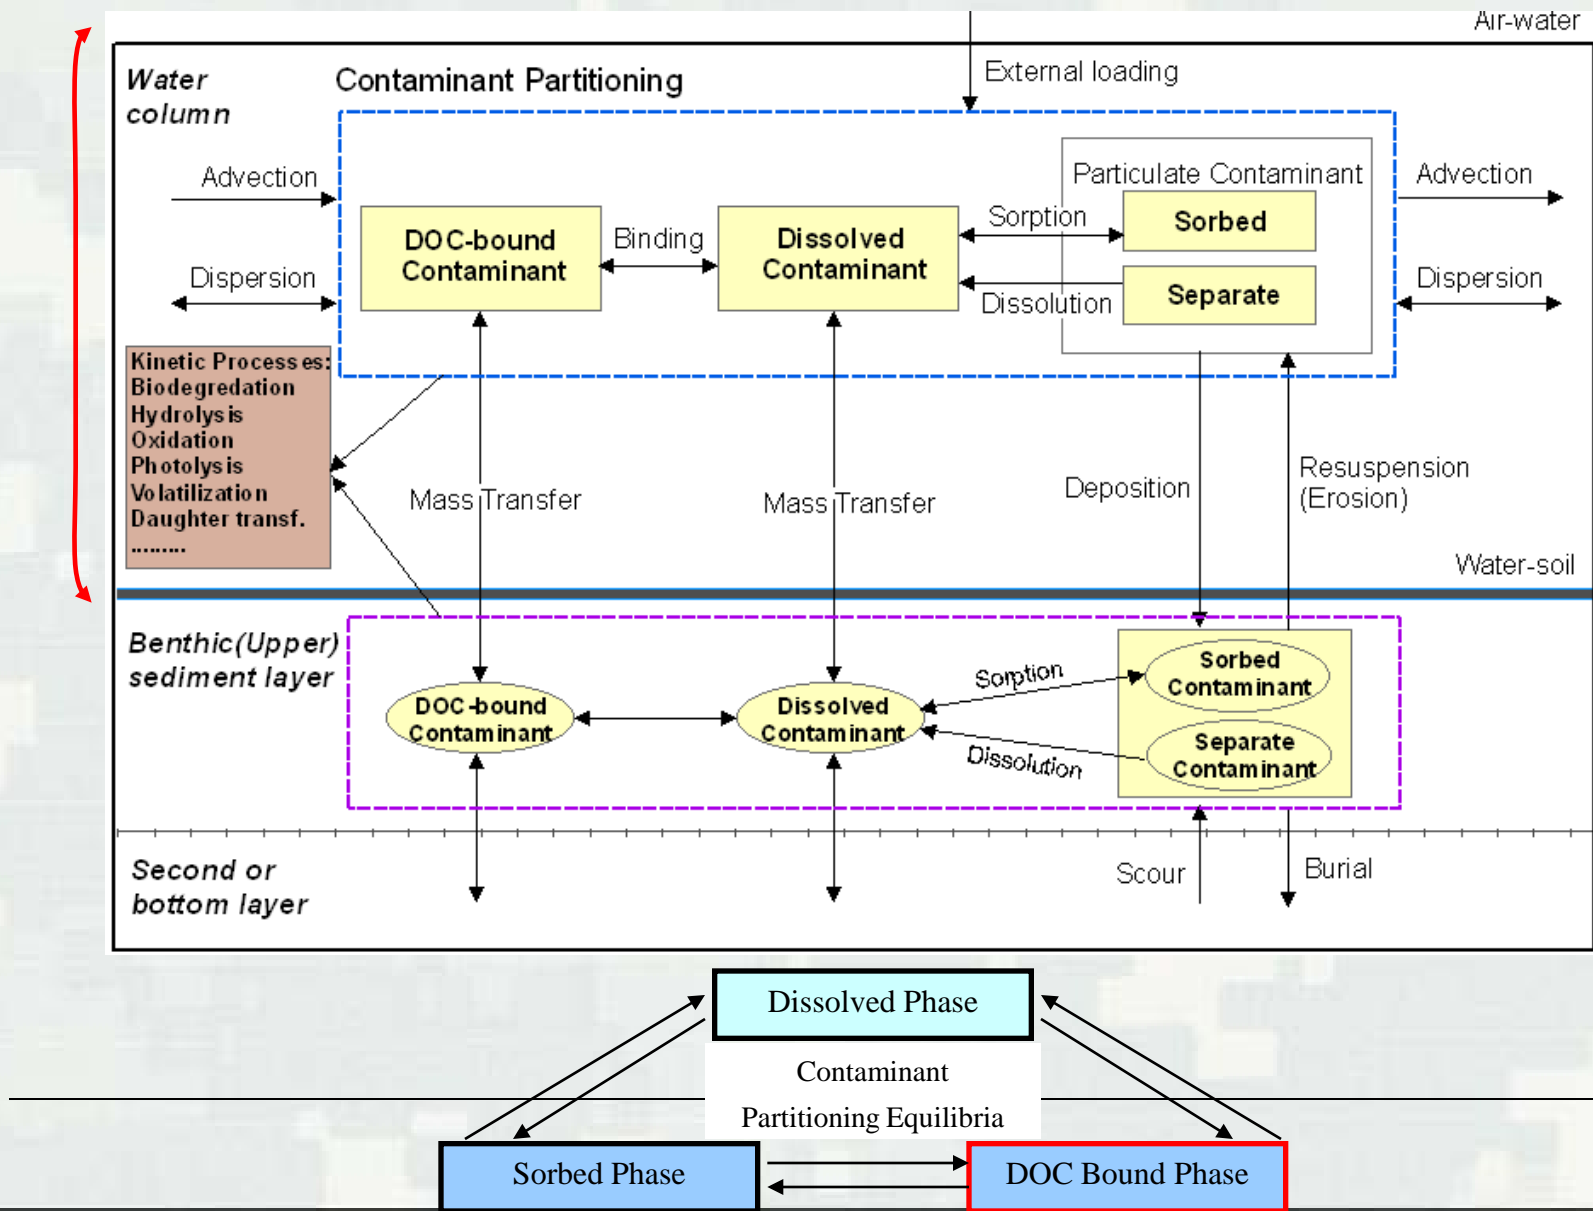 Air-water
External loading
Water
column
Contaminant Partitioning
Advection
Dispersion
DOC-bound
Contaminant
Binding
Dissolved
Contaminant
Sorption
Dissolution
Particulate Contaminant
Sorbed
Separate
Advection
Dispersion
Kinetic Processes:
Biodegredation
Hydrolysis
Oxidation
Photolysis
Volatilization
Daughter transf.
.........
Mass Transfer
Mass Transfer
Deposition
Resuspension
(Erosion)
Water-soil
Benthic(Upper)
sediment layer
DOC-bound
Contaminant
Dissolved
Contaminant
Sorption
Dissolution
Sorbed
Contaminant
Separate
Contaminant
Second or
bottom layer
Scour
Burial
Dissolved Phase
Contaminant
Partitioning Equilibria
Sorbed Phase
DOC Bound Phase